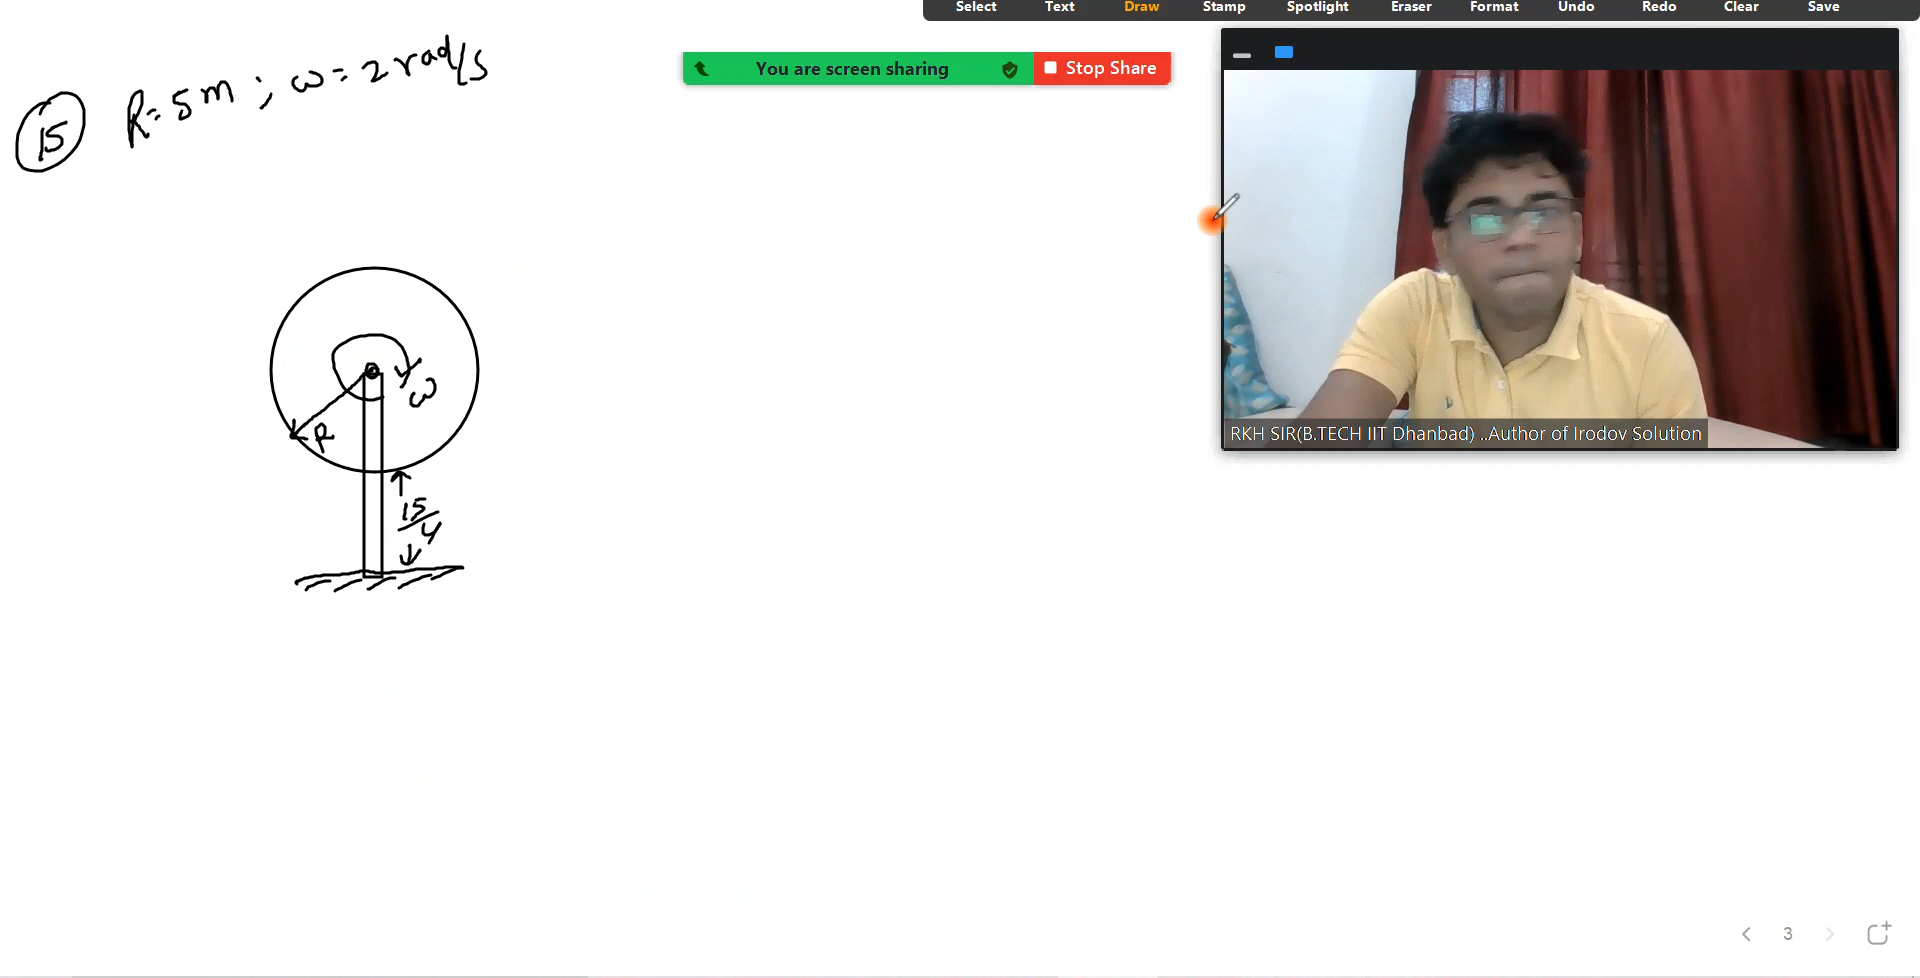 Select Text Draw Stamp Spotlight Eraser Format Undo Redo Clear Save
You are screen sharing Stop Share
15 R = 5 m ; ω = 2 rad/s
ω
R
15/4
RKH SIR(B.TECH IIT Dhanbad) ..Author of Irodov Solution
3